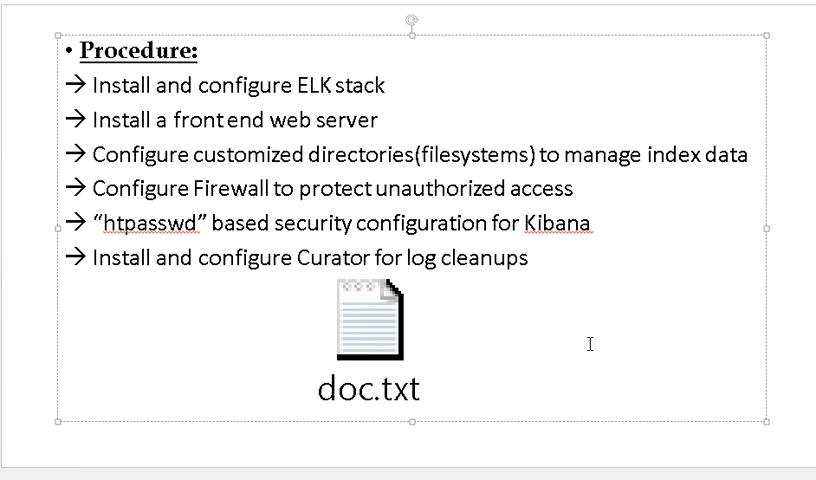 • Procedure:
→ Install and configure ELK stack
→ Install a front end web server
→ Configure customized directories(filesystems) to manage index data
→ Configure Firewall to protect unauthorized access
→ “htpasswd” based security configuration for Kibana
→ Install and configure Curator for log cleanups
doc.txt